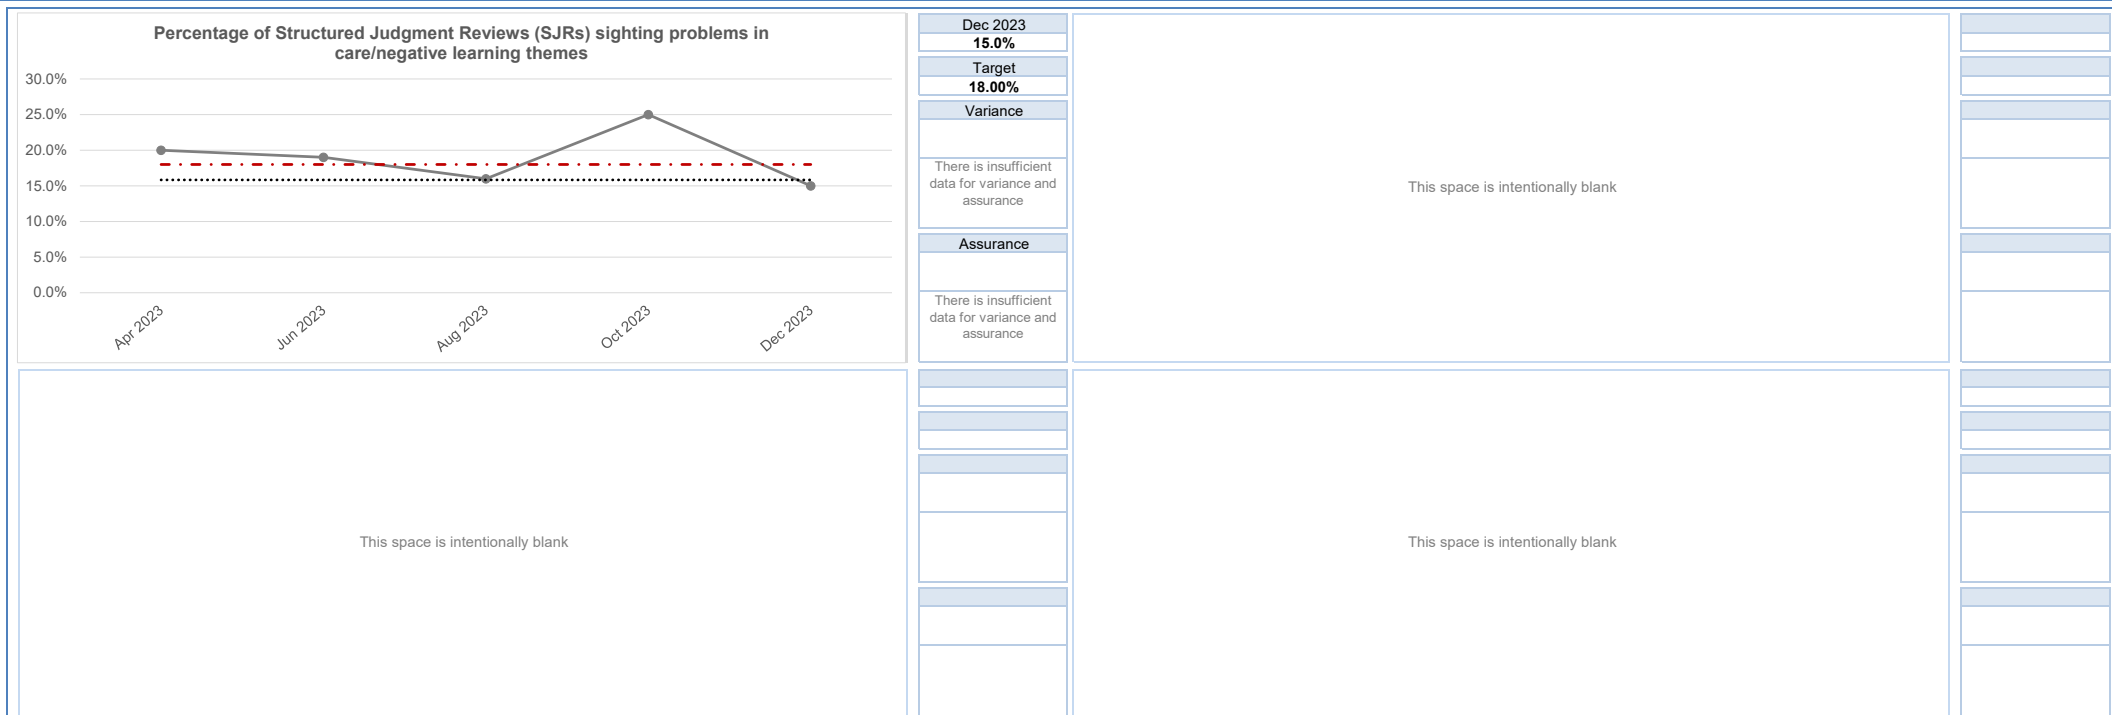 Percentage of Structured Judgment Reviews (SJRs) sighting problems in
care/negative learning themes
30.0%
25.0%
20.0%
15.0%
10.0%
5.0%
0.0%
Apr 2023
Jun 2023
Aug 2023
Oct 2023
Dec 2023
Dec 2023
15.0%
Target
18.00%
Variance
There is insufficient
data for variance and
assurance
Assurance
There is insufficient
data for variance and
assurance
This space is intentionally blank
This space is intentionally blank
This space is intentionally blank